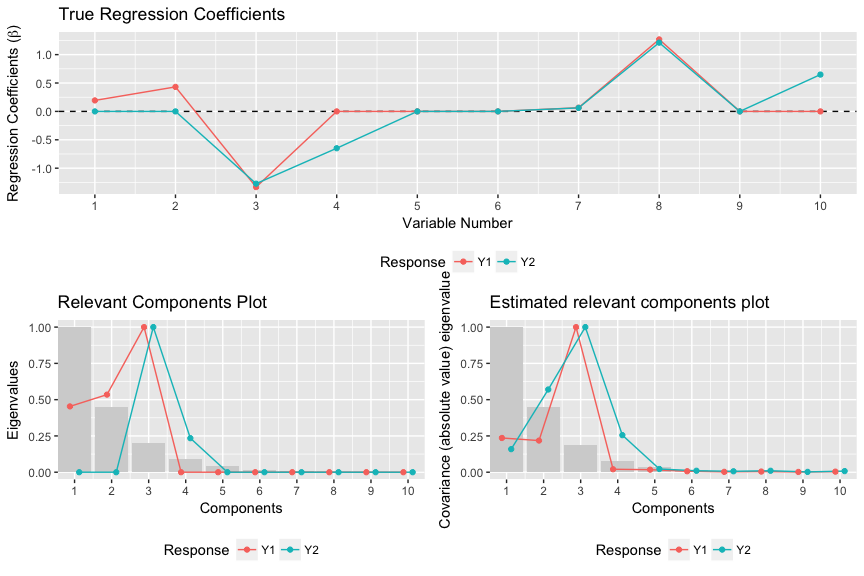 True Regression Coefficients
Regression Coefficients (β)
1.0
0.5
0.0
-0.5
-1.0
1 2 3 4 5 6 7 8 9 10
Variable Number
Response Y1 Y2
Relevant Components Plot
Eigenvalues
1.00
0.75
0.50
0.25
0.00
1 2 3 4 5 6 7 8 9 10
Components
Response Y1 Y2
Estimated relevant components plot
Covariance (absolute value) eigenvalue
1.00
0.75
0.50
0.25
0.00
1 2 3 4 5 6 7 8 9 10
Components
Response Y1 Y2